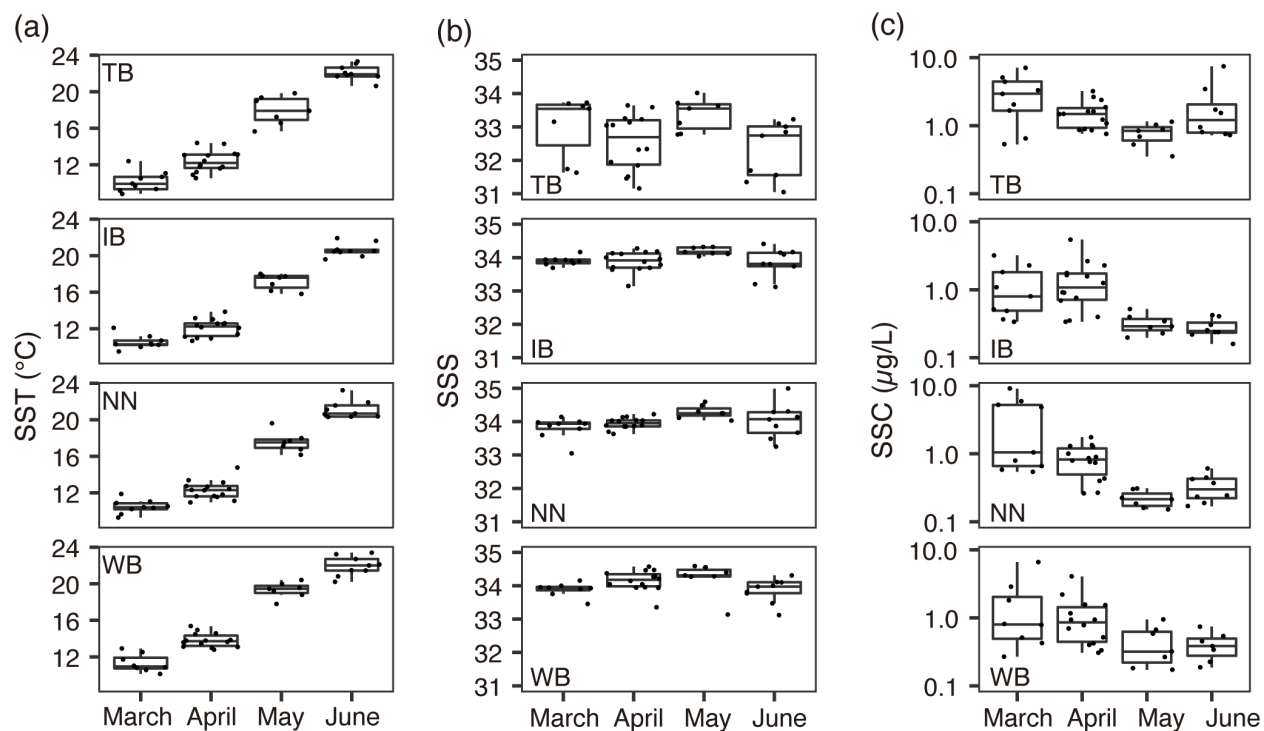 (a)
SST (°C)
24
20
16
12
TB
24
20
16
12
IB
24
20
16
12
NN
24
20
16
12
WB
March April May June
(b)
SSS
35
34
33
32
31
TB
35
34
33
32
31
IB
35
34
33
32
31
NN
35
34
33
32
31
WB
March April May June
(c)
SSC (µg/L)
10.0
1.0
0.1
TB
10.0
1.0
0.1
IB
10.0
1.0
0.1
NN
10.0
1.0
0.1
WB
March April May June